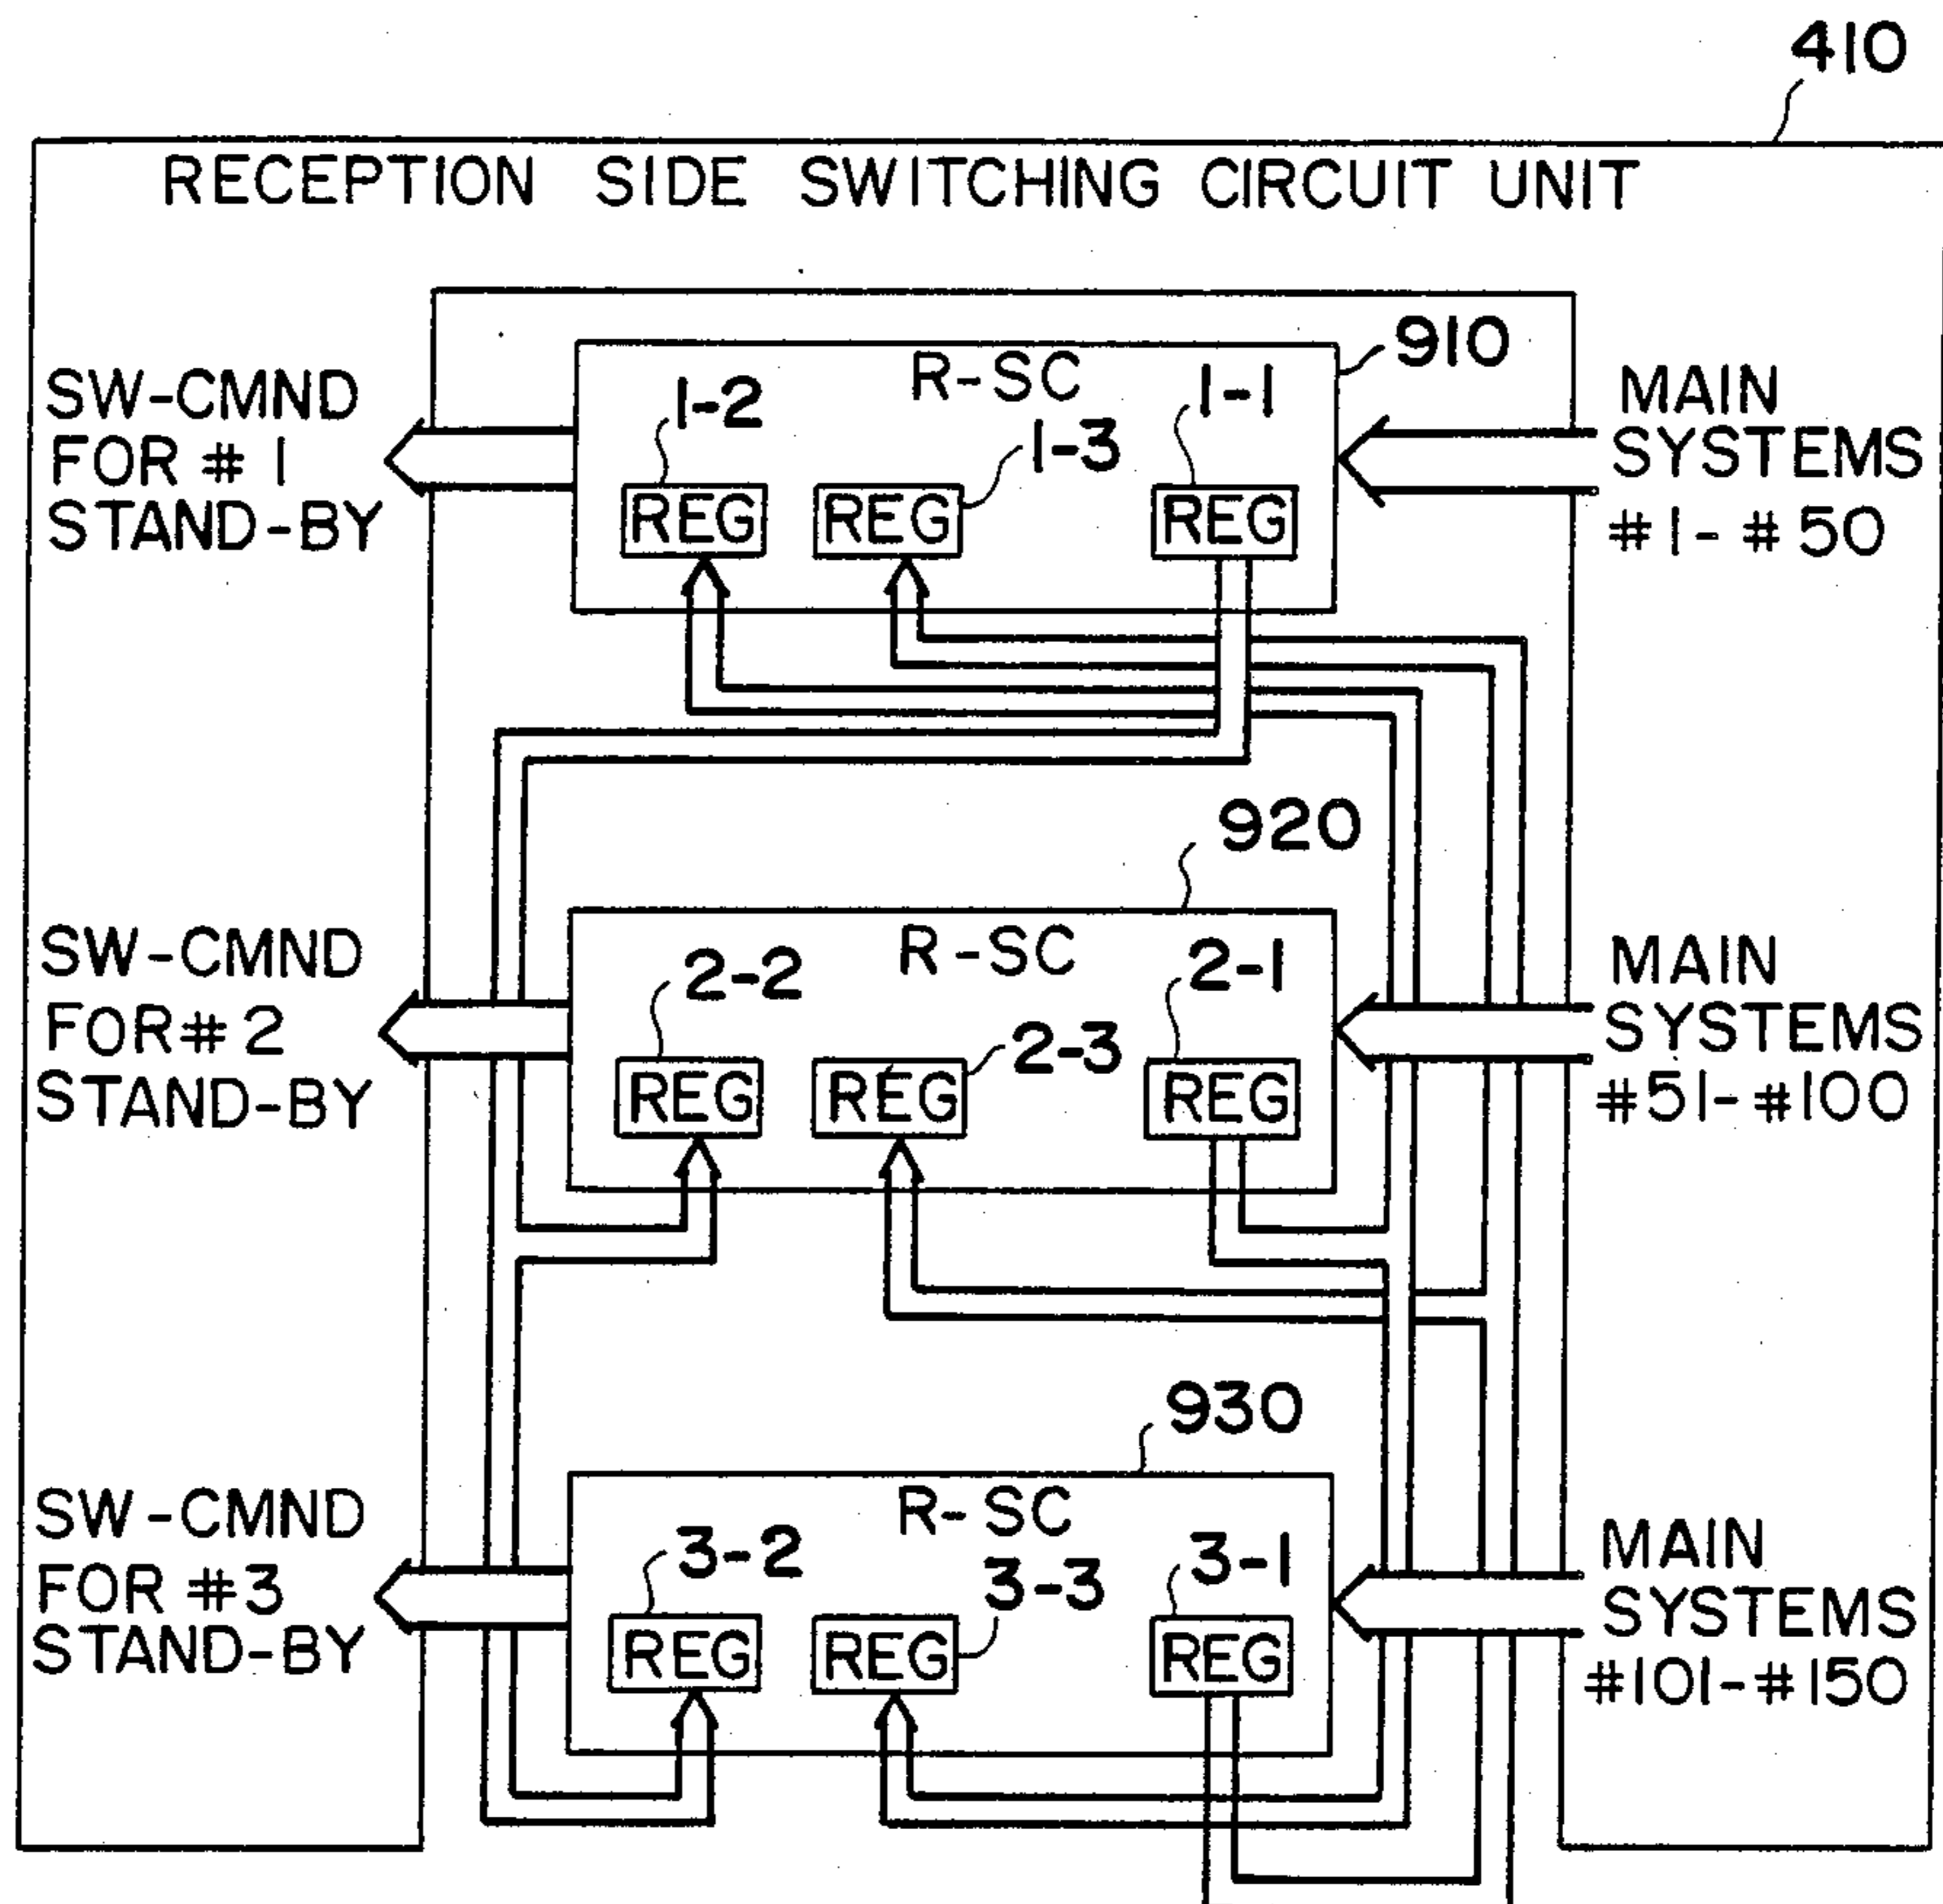 410
RECEPTION SIDE SWITCHING CIRCUIT UNIT
SW-CMND
FOR # 1
STAND-BY
R-SC
910
1-2
1-3
1-1
REG
REG
REG
MAIN
SYSTEMS
#1-#50
920
SW-CMND
FOR # 2
STAND-BY
R-SC
2-2
2-3
2-1
REG
REG
REG
MAIN
SYSTEMS
#51-#100
930
SW-CMND
FOR #3
STAND-BY
R-SC
3-2
3-3
3-1
REG
REG
REG
MAIN
SYSTEMS
#101-#150